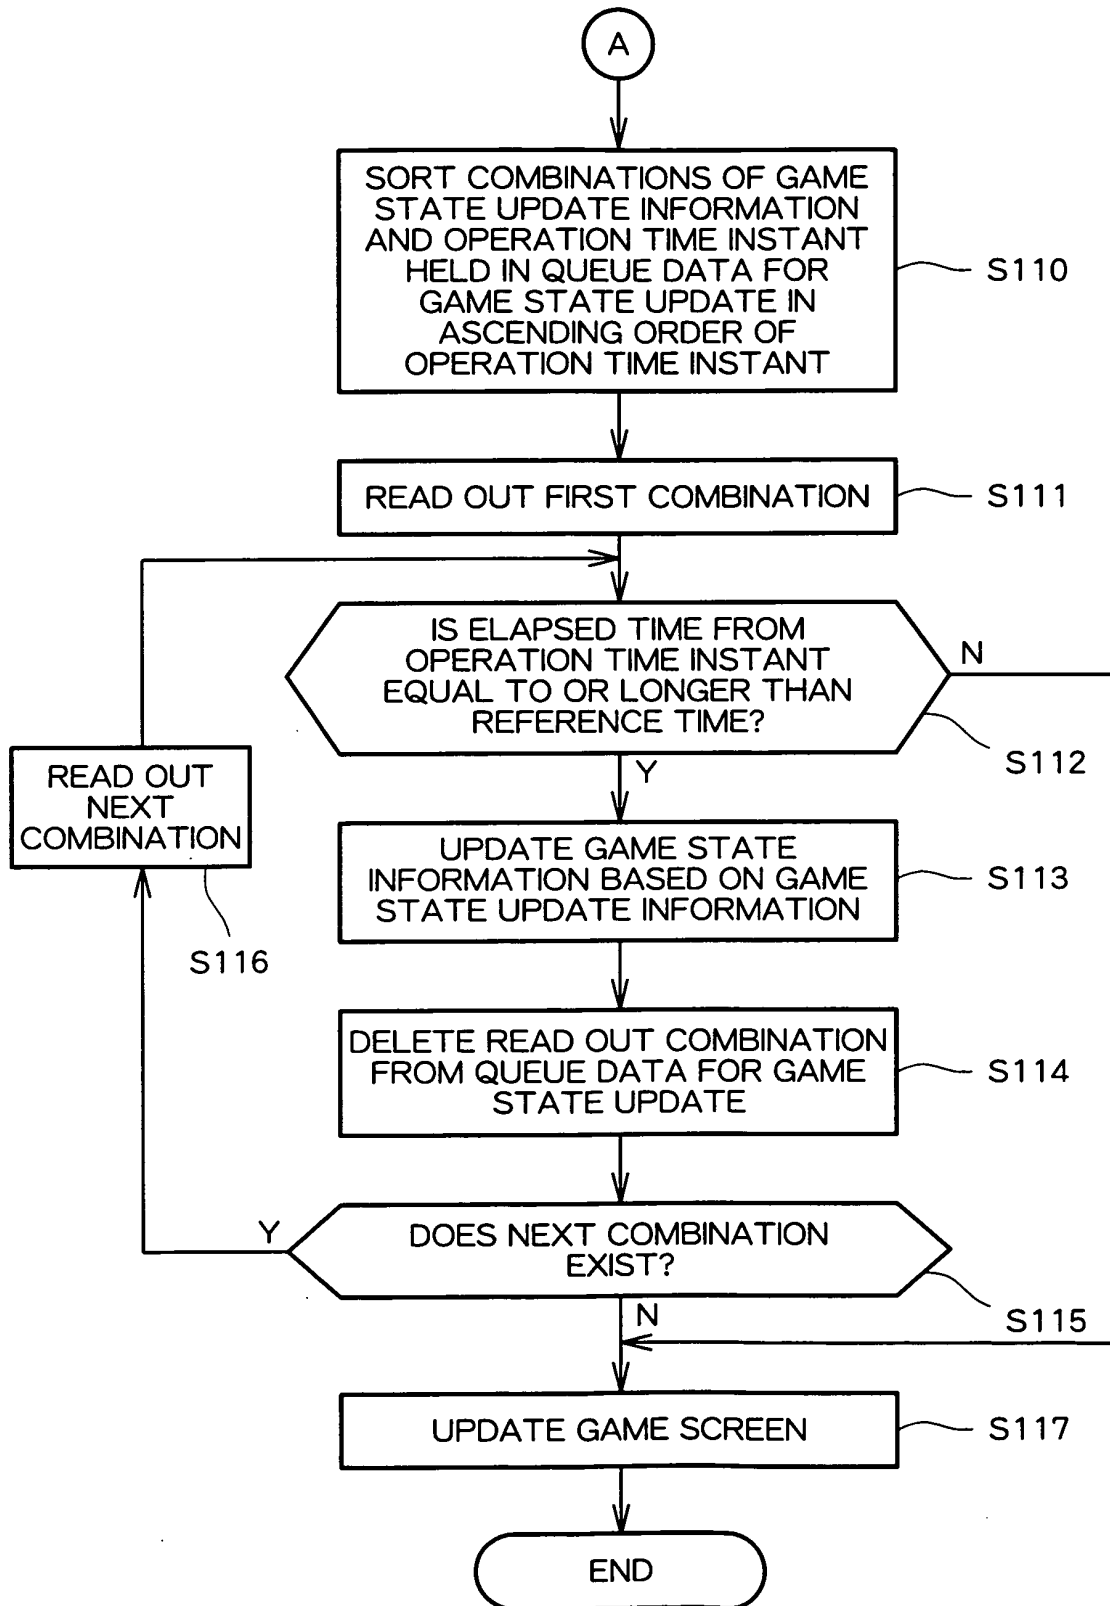 A
SORT COMBINATIONS OF GAME
STATE UPDATE INFORMATION
AND OPERATION TIME INSTANT
HELD IN QUEUE DATA FOR
GAME STATE UPDATE IN
ASCENDING ORDER OF
OPERATION TIME INSTANT
S110
READ OUT FIRST COMBINATION
S111
IS ELAPSED TIME FROM
OPERATION TIME INSTANT
EQUAL TO OR LONGER THAN
REFERENCE TIME?
N
S112
Y
READ OUT
NEXT
COMBINATION
S116
UPDATE GAME STATE
INFORMATION BASED ON GAME
STATE UPDATE INFORMATION
S113
DELETE READ OUT COMBINATION
FROM QUEUE DATA FOR GAME
STATE UPDATE
S114
Y
DOES NEXT COMBINATION
EXIST?
S115
N
UPDATE GAME SCREEN
S117
END